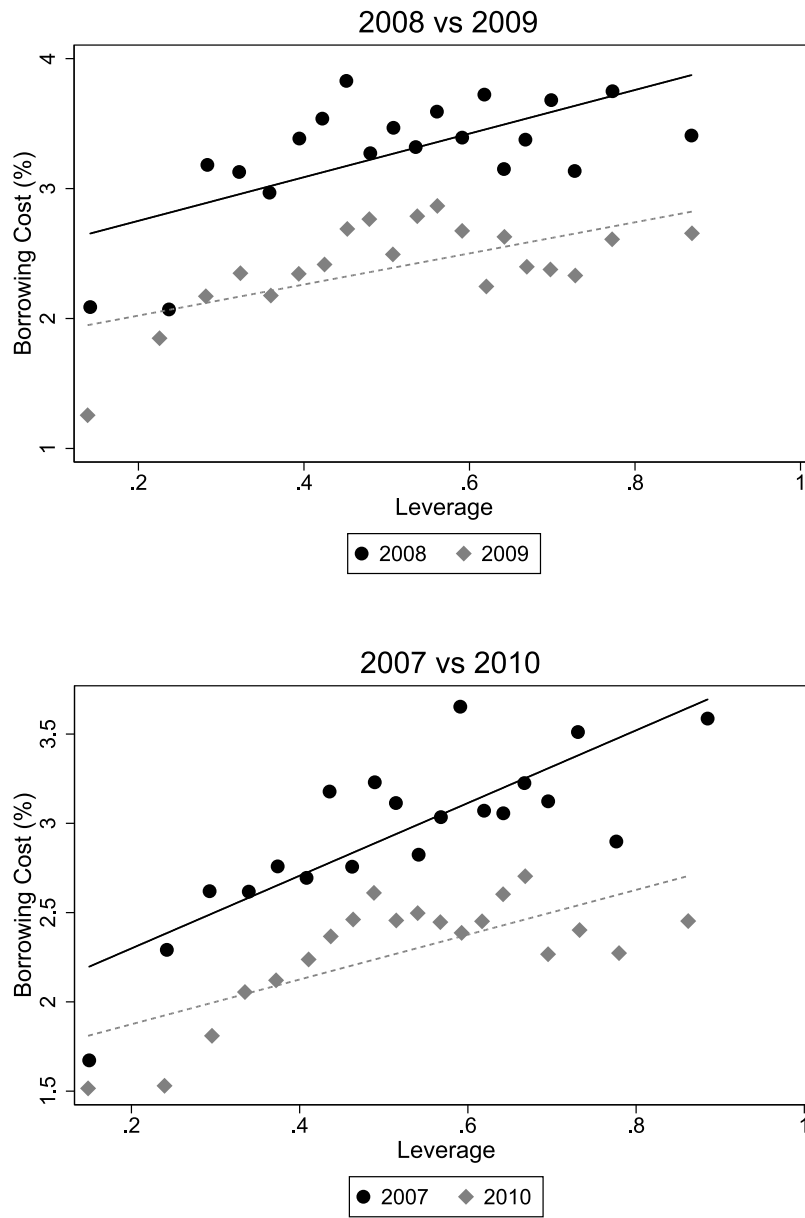 2008 vs 2009
4
3
2
1
Borrowing Cost (%)
.2 .4 .6 .8 1
Leverage
2008 2009
2007 vs 2010
3.5
3
2.5
2
1.5
Borrowing Cost (%)
.2 .4 .6 .8 1
Leverage
2007 2010